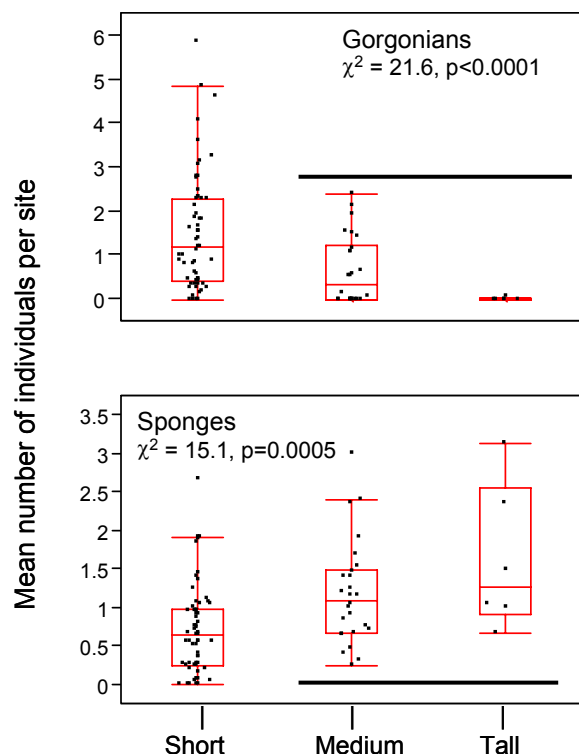 Mean number of individuals per site
6
5
4
3
2
1
0
Gorgonians
χ² = 21.6, p<0.0001
3.5
3
2.5
2
1.5
1
0.5
0
Sponges
χ² = 15.1, p=0.0005
Short Medium Tall